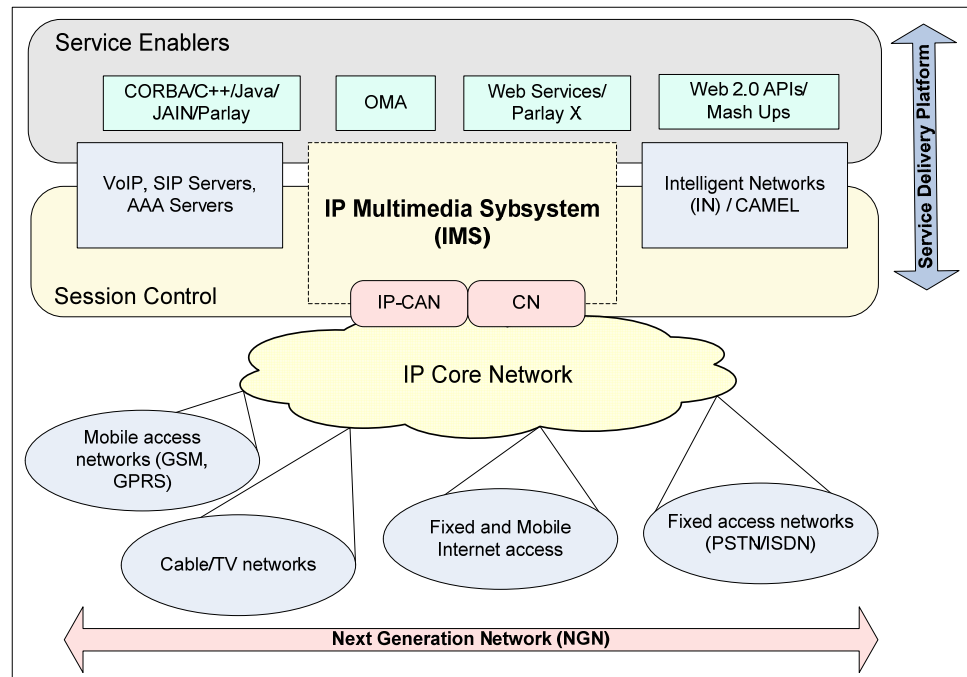 Service Enablers
CORBA/C++/Java/
JAIN/Parlay
OMA
Web Services/
Parlay X
Web 2.0 APIs/
Mash Ups
Service Delivery Platform
VoIP, SIP Servers,
AAA Servers
IP Multimedia Sybsystem
(IMS)
Intelligent Networks
(IN) / CAMEL
Session Control
IP-CAN
CN
IP Core Network
Mobile access
networks (GSM,
GPRS)
Cable/TV networks
Fixed and Mobile
Internet access
Fixed access networks
(PSTN/ISDN)
Next Generation Network (NGN)